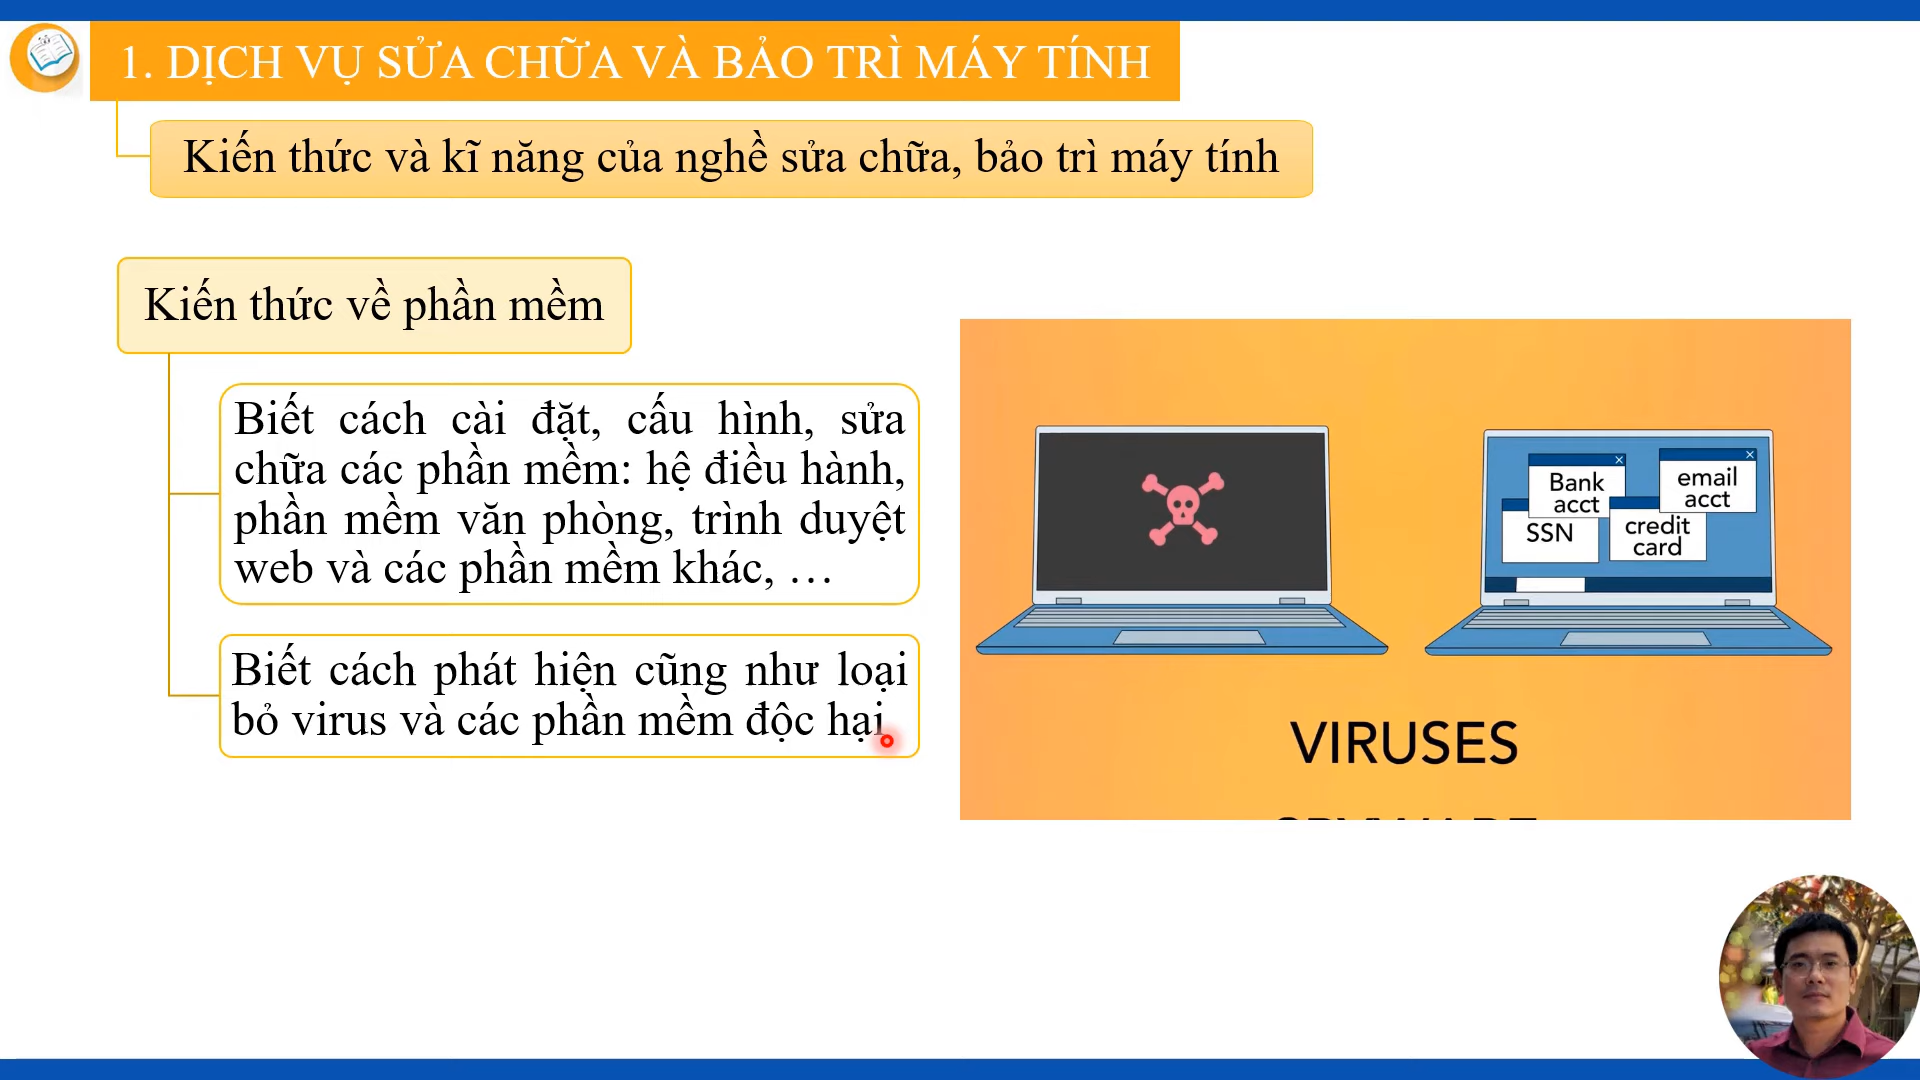 1. DỊCH VỤ SỬA CHỮA VÀ BẢO TRÌ MÁY TÍNH
Kiến thức và kĩ năng của nghề sửa chữa, bảo trì máy tính
Kiến thức về phần mềm
Biết cách cài đặt, cấu hình, sửa
chữa các phần mềm: hệ điều hành,
phần mềm văn phòng, trình duyệt
web và các phần mềm khác, …
Biết cách phát hiện cũng như loại
bỏ virus và các phần mềm độc hại
Bank
acct
email
acct
SSN
credit
card
VIRUSES